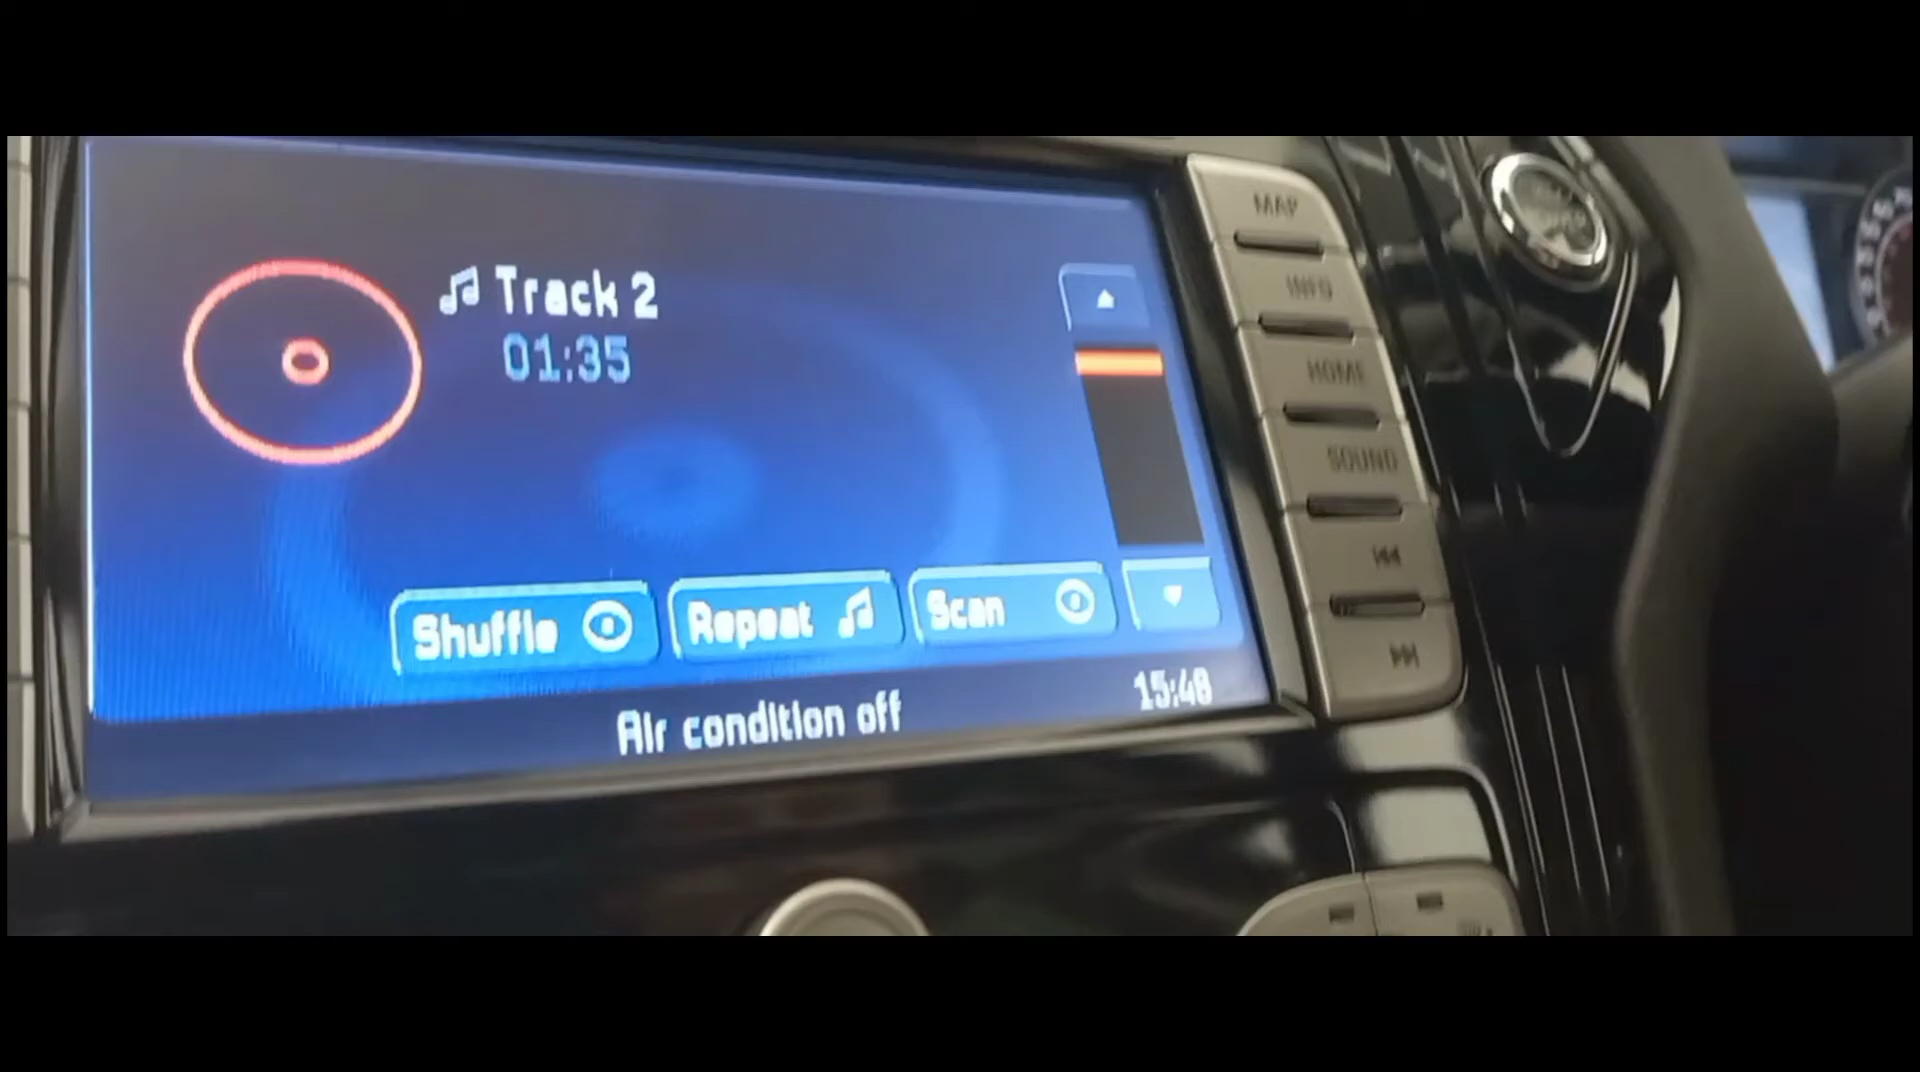 Track 2
01:35
Shuffle
Repeat
Scan
Air condition off
15:48
MAP
INFO
HOME
SOUND